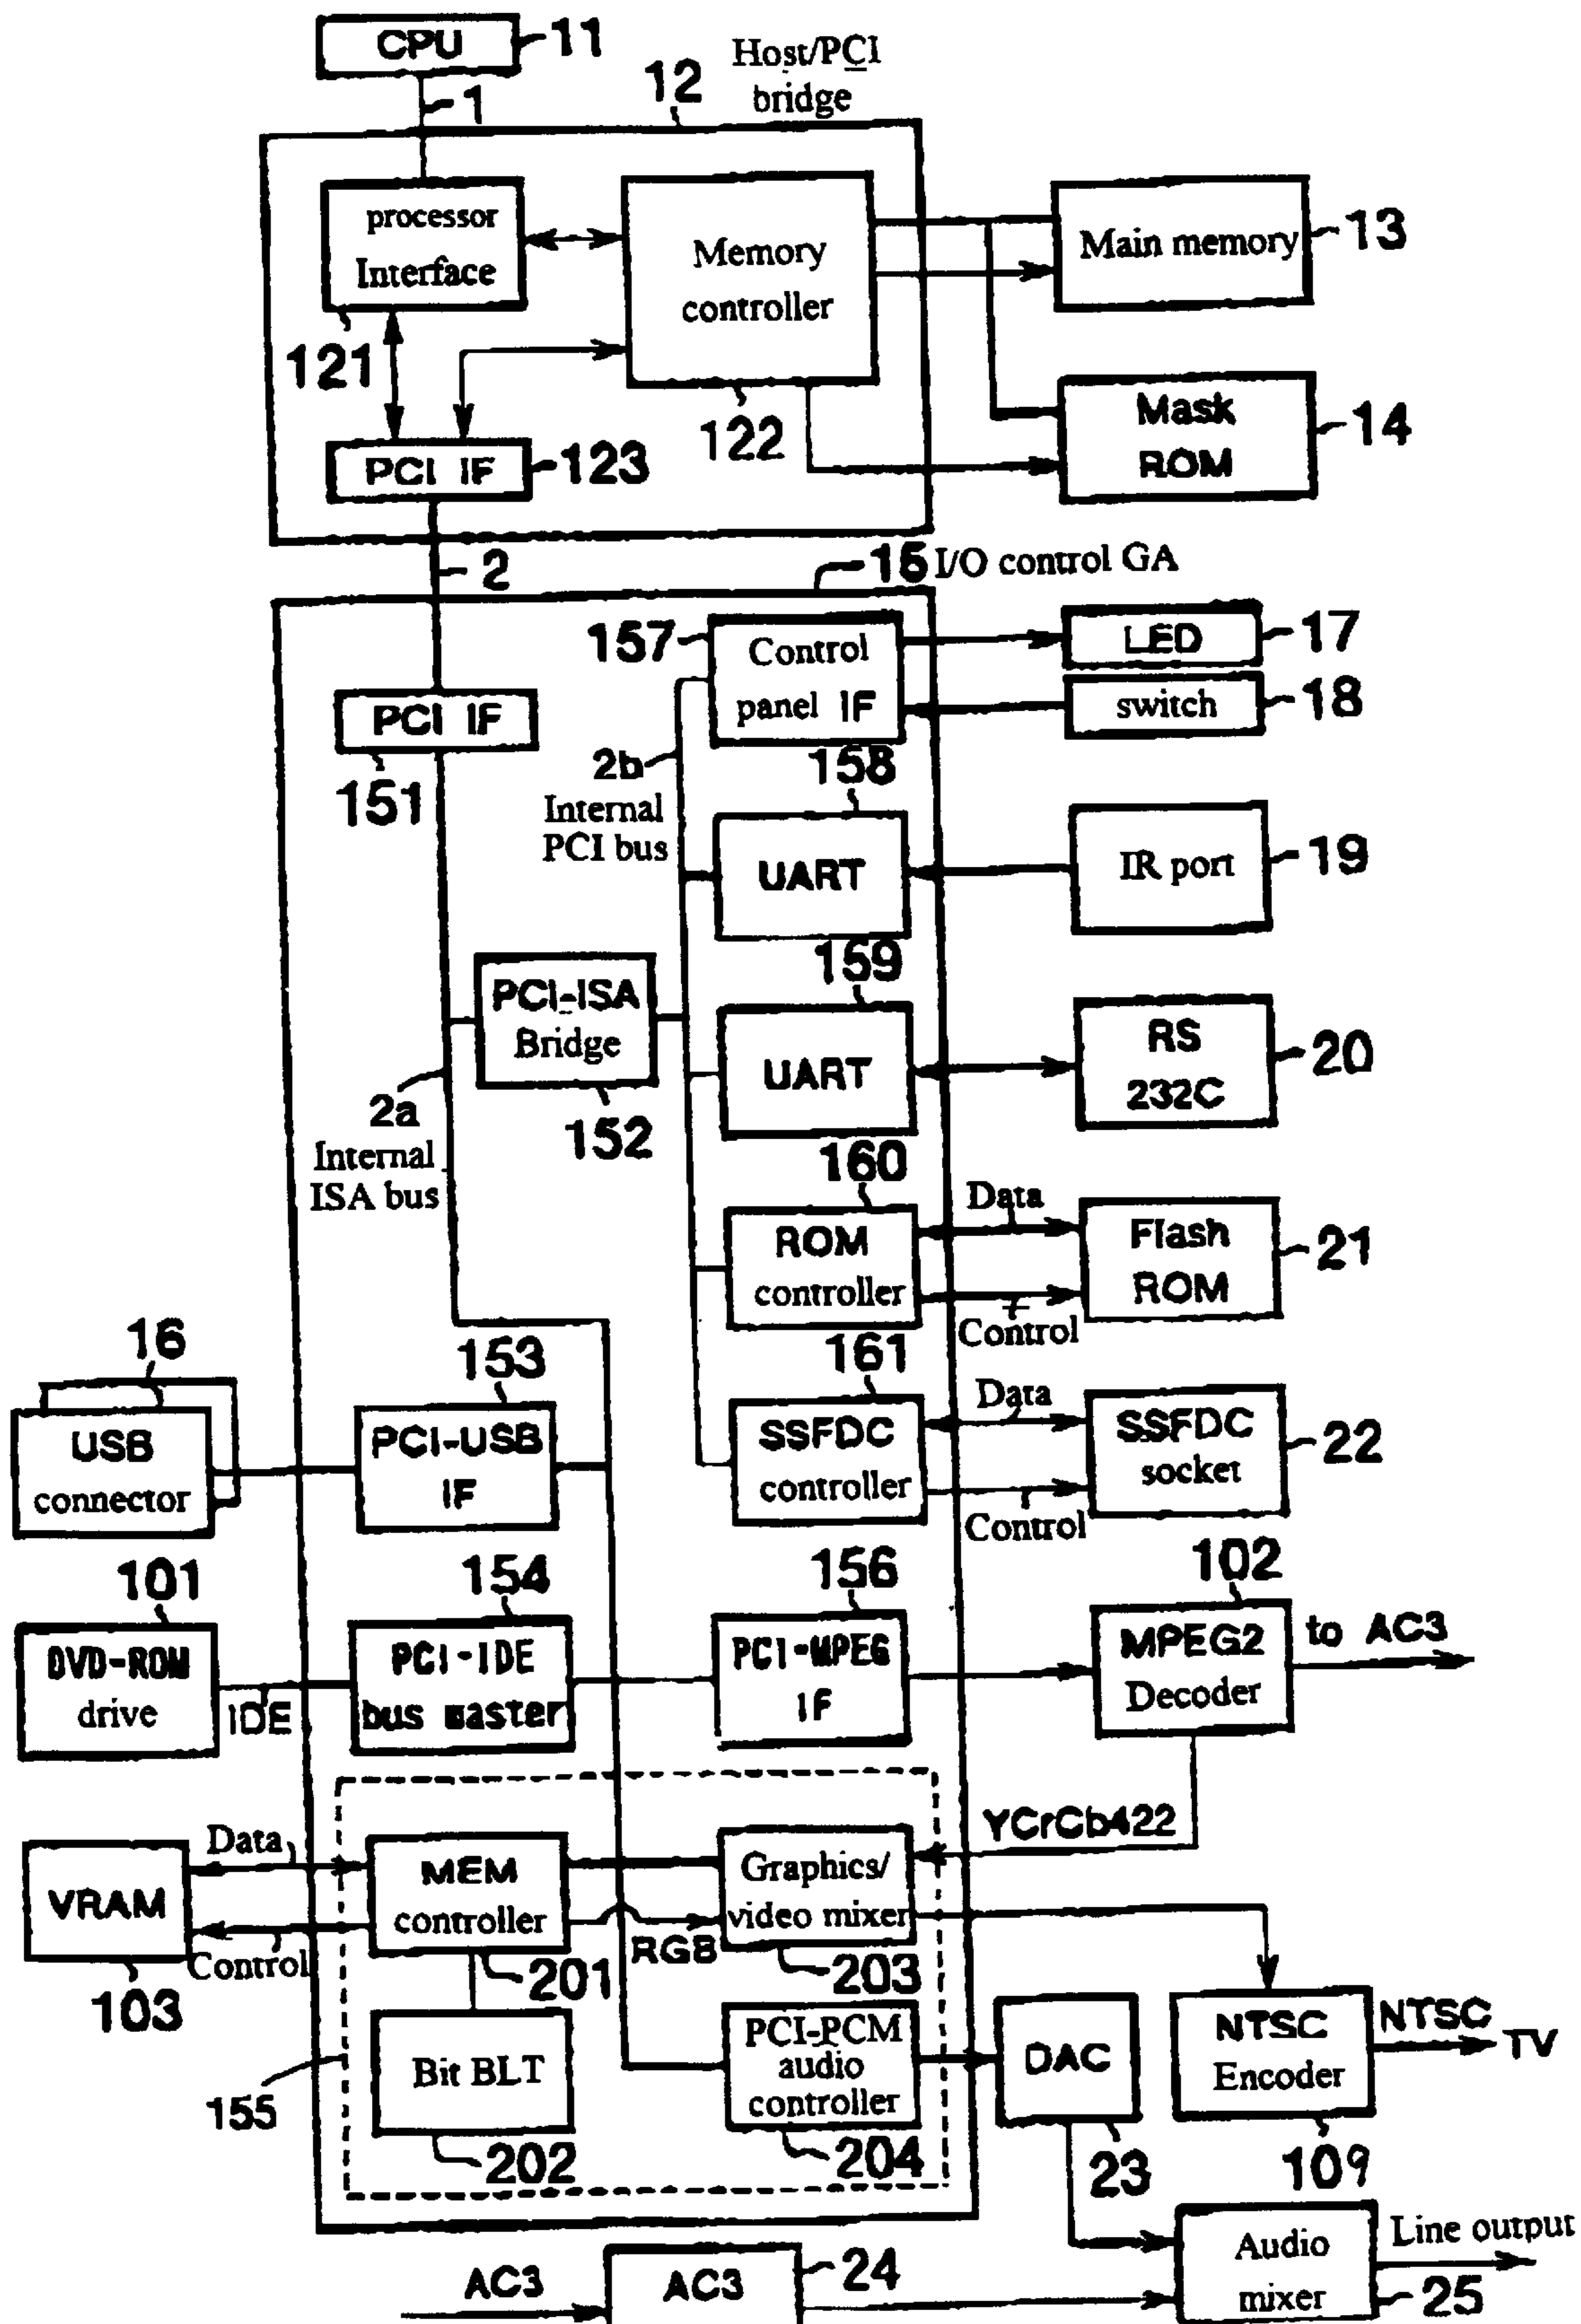 CPU
11
1
12
Host/PCI
bridge
processor
Interface
121
Memory
controller
122
Main memory
13
Mask
ROM
14
PCI IF
123
2
15
I/O control GA
157
Control
panel IF
LED
17
switch
18
PCI IF
151
2b
Internal
PCI bus
158
UART
IR port
19
159
PCI-ISA
Bridge
152
UART
RS
232C
20
2a
Internal
ISA bus
160
ROM
controller
Data
Control
Flash
ROM
21
16
USB
connector
153
PCI-USB
IF
161
SSFDC
controller
Data
Control
SSFDC
socket
22
101
DVD-ROM
drive
IDE
154
PCI-IDE
bus master
156
PCI-MPEG
IF
102
MPEG2
Decoder
to AC3
YCrCb422
VRAM
103
Data
Control
MEM
controller
201
RGB
Graphics/
video mixer
203
155
Bit BLT
202
PCI-PCM
audio
controller
204
DAC
23
NTSC
Encoder
109
NTSC
TV
AC3
AC3
24
Audio
mixer
25
Line output